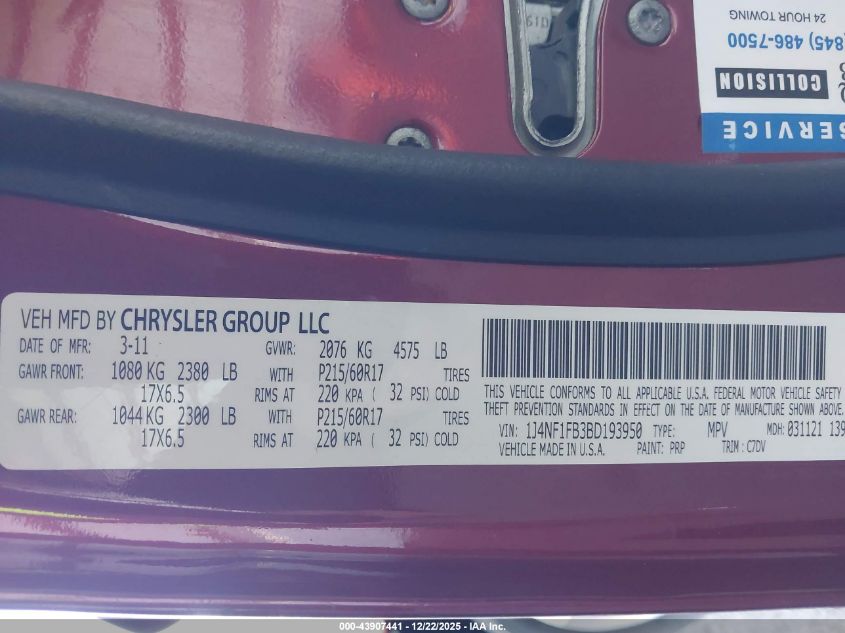 SERVICE
COLLISION
(845) 486-7500
24 HOUR TOWING
VEH MFD BY CHRYSLER GROUP LLC
DATE OF MFR: 3-11 GVWR: 2076 KG 4575 LB
GAWR FRONT: 1080 KG 2380 LB WITH P215/60R17 TIRES
17X6.5 RIMS AT 220 KPA ( 32 PSI) COLD
GAWR REAR: 1044 KG 2300 LB WITH P215/60R17 TIRES
17X6.5 RIMS AT 220 KPA ( 32 PSI) COLD
THIS VEHICLE CONFORMS TO ALL APPLICABLE U.S.A. FEDERAL MOTOR VEHICLE SAFETY
THEFT PREVENTION STANDARDS IN EFFECT ON THE DATE OF MANUFACTURE SHOWN ABOVE.
VIN: 1J4NF1FB3BD193950 TYPE: MPV MDH: 031121 139
VEHICLE MADE IN U.S.A. PAINT: PRP TRIM: C7DV
000-43907441 - 12/22/2025 - IAA Inc.